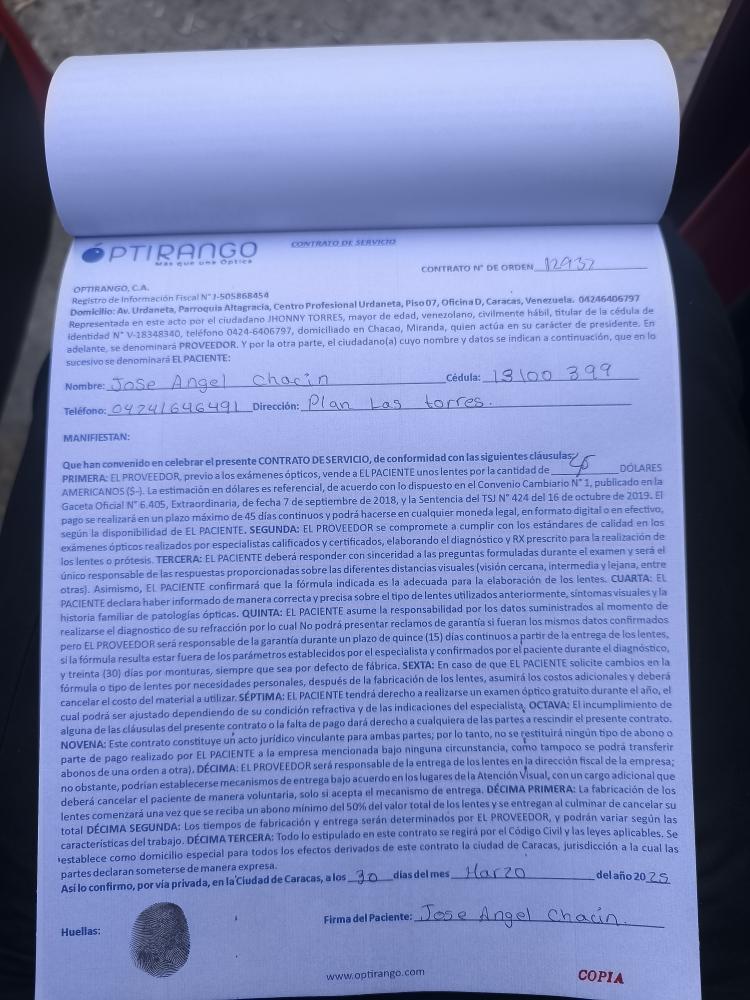 ÓPTIRANGO
Más que una Óptica
CONTRATO DE SERVICIO
CONTRATO N° DE ORDEN 12937
OPTIRANGO, C.A.
Registro de Información Fiscal N° J-505868454
Domicilio: Av. Urdaneta, Parroquia Altagracia, Centro Profesional Urdaneta, Piso 07, Oficina D, Caracas, Venezuela. 04246406797
Representada en este acto por el ciudadano JHONNY TORRES, mayor de edad, venezolano, civilmente hábil, titular de la cédula de
identidad N° V-18348340, teléfono 0424-6406797, domiciliado en Chacao, Miranda, quien actúa en su carácter de presidente. En
adelante, se denominará PROVEEDOR. Y por la otra parte, el ciudadano(a) cuyo nombre y datos se indican a continuación, que en lo
sucesivo se denominará EL PACIENTE:
Nombre: Jose Angel Chacin Cédula: 13100 399
Teléfono: 04241646491 Dirección: Plan Las torres.
MANIFIESTAN:
Que han convenido en celebrar el presente CONTRATO DE SERVICIO, de conformidad con las siguientes cláusulas:
PRIMERA: EL PROVEEDOR, previo a los exámenes ópticos, vende a EL PACIENTE unos lentes por la cantidad de 45 DÓLARES
AMERICANOS (S-). La estimación en dólares es referencial, de acuerdo con lo dispuesto en el Convenio Cambiario N° 1, publicado en la
Gaceta Oficial N° 6.405, Extraordinaria, de fecha 7 de septiembre de 2018, y la Sentencia del TSJ N° 424 del 16 de octubre de 2019. El
pago se realizará en un plazo máximo de 45 días continuos y podrá hacerse en cualquier moneda legal, en formato digital o en efectivo,
según la disponibilidad de EL PACIENTE. SEGUNDA: EL PROVEEDOR se compromete a cumplir con los estándares de calidad en los
exámenes ópticos realizados por especialistas calificados y certificados, elaborando el diagnóstico y RX prescrito para la realización de
los lentes o prótesis. TERCERA: EL PACIENTE deberá responder con sinceridad a las preguntas formuladas durante el examen y será el
único responsable de las respuestas proporcionadas sobre las diferentes distancias visuales (visión cercana, intermedia y lejana, entre
otras). Asimismo, EL PACIENTE confirmará que la fórmula indicada es la adecuada para la elaboración de los lentes. CUARTA: EL
PACIENTE declara haber informado de manera correcta y precisa sobre el tipo de lentes utilizados anteriormente, síntomas visuales y la
historia familiar de patologías ópticas. QUINTA: EL PACIENTE asume la responsabilidad por los datos suministrados al momento de
realizarse el diagnostico de su refracción por lo cual No podrá presentar reclamos de garantía si fueran los mismos datos confirmados
pero EL PROVEEDOR será responsable de la garantía durante un plazo de quince (15) días continuos a partir de la entrega de los lentes,
si la fórmula resulta estar fuera de los parámetros establecidos por el especialista y confirmados por el paciente durante el diagnóstico,
y treinta (30) días por monturas, siempre que sea por defecto de fábrica. SEXTA: En caso de que EL PACIENTE solicite cambios en la
fórmula o tipo de lentes por necesidades personales, después de la fabricación de los lentes, asumirá los costos adicionales y deberá
cancelar el costo del material a utilizar. SÉPTIMA: EL PACIENTE tendrá derecho a realizarse un examen óptico gratuito durante el año, el
cual podrá ser ajustado dependiendo de su condición refractiva y de las indicaciones del especialista. OCTAVA: El incumplimiento de
alguna de las cláusulas del presente contrato o la falta de pago dará derecho a cualquiera de las partes a rescindir el presente contrato.
NOVENA: Este contrato constituye un acto jurídico vinculante para ambas partes; por lo tanto, no se restituirá ningún tipo de abono o
parte de pago realizado por EL PACIENTE a la empresa mencionada bajo ninguna circunstancia, como tampoco se podrá transferir
abonos de una orden a otra). DÉCIMA: EL PROVEEDOR será responsable de la entrega de los lentes en la dirección fiscal de la empresa;
no obstante, podrían establecerse mecanismos de entrega bajo acuerdo en los lugares de la Atención Visual, con un cargo adicional que
deberá cancelar el paciente de manera voluntaria, solo si acepta el mecanismo de entrega. DÉCIMA PRIMERA: La fabricación de los
lentes comenzará una vez que se reciba un abono mínimo del 50% del valor total de los lentes y se entregan al culminar de cancelar su
total DÉCIMA SEGUNDA: Los tiempos de fabricación y entrega serán determinados por EL PROVEEDOR, y podrán variar según las
características del trabajo. DÉCIMA TERCERA: Todo lo estipulado en este contrato se regirá por el Código Civil y las leyes aplicables. Se
establece como domicilio especial para todos los efectos derivados de este contrato la ciudad de Caracas, jurisdicción a la cual las
partes declaran someterse de manera expresa.
Así lo confirmo, por vía privada, en la Ciudad de Caracas, a los 30 días del mes Marzo del año 2025
Huellas:
Firma del Paciente: Jose Angel Chacin.
www.optirango.com
COPIA